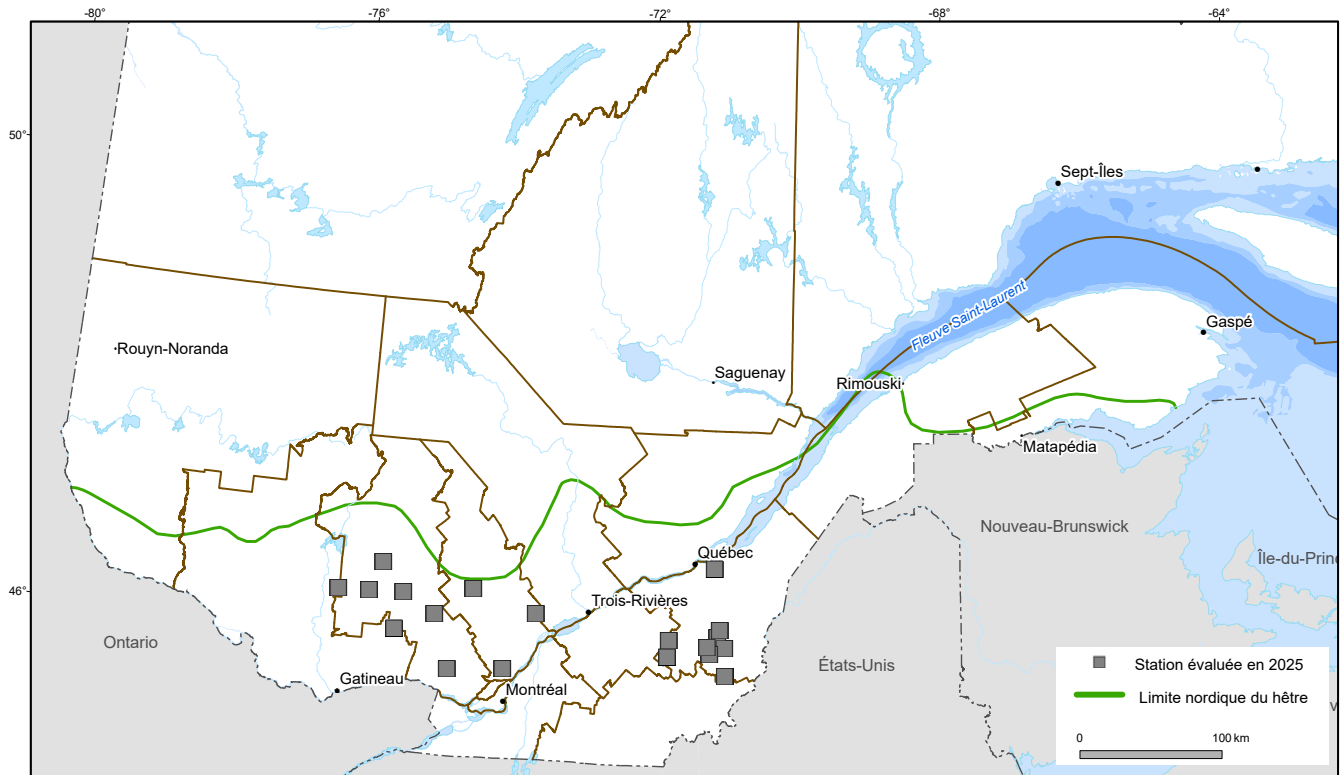 -80°
-76°
-72°
-68°
-64°
50°
Sept-Îles
Fleuve Saint-Laurent
Gaspé
Rouyn-Noranda
Saguenay
Rimouski
Matapédia
Nouveau-Brunswick
Québec
Île-du-Prin
46°
Trois-Rivières
Ontario
États-Unis
Station évaluée en 2025
Gatineau
Montréal
Limite nordique du hêtre
0
100 km